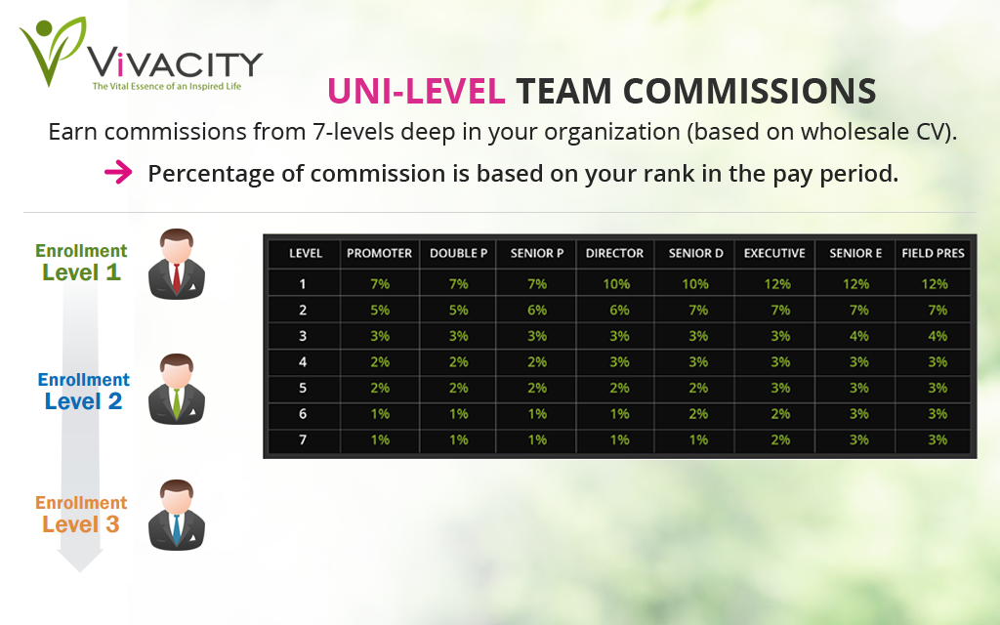 ViVACITY
The Vital Essence of an Inspired Life
UNI-LEVEL TEAM COMMISSIONS
Earn commissions from 7-levels deep in your organization (based on wholesale CV).
Percentage of commission is based on your rank in the pay period.
Enrollment
Level 1
Enrollment
Level 2
Enrollment
Level 3
LEVEL PROMOTER DOUBLE P SENIOR P DIRECTOR SENIOR D EXECUTIVE SENIOR E FIELD PRES
1 7% 7% 7% 10% 10% 12% 12% 12%
2 5% 5% 6% 6% 7% 7% 7% 7%
3 3% 3% 3% 3% 3% 3% 4% 4%
4 2% 2% 2% 3% 3% 3% 3% 3%
5 2% 2% 2% 2% 2% 3% 3% 3%
6 1% 1% 1% 1% 2% 2% 3% 3%
7 1% 1% 1% 1% 1% 2% 3% 3%